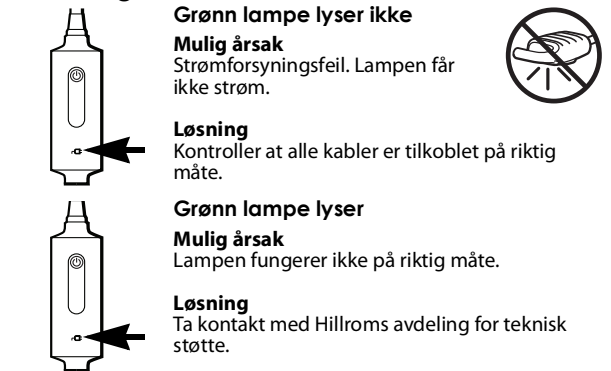 Grønn lampe lyser ikke
Mulig årsak
Strømforsyningsfeil. Lampen får
ikke strøm.
Løsning
Kontroller at alle kabler er tilkoblet på riktig
måte.
Grønn lampe lyser
Mulig årsak
Lampen fungerer ikke på riktig måte.
Løsning
Ta kontakt med Hillroms avdeling for teknisk
støtte.